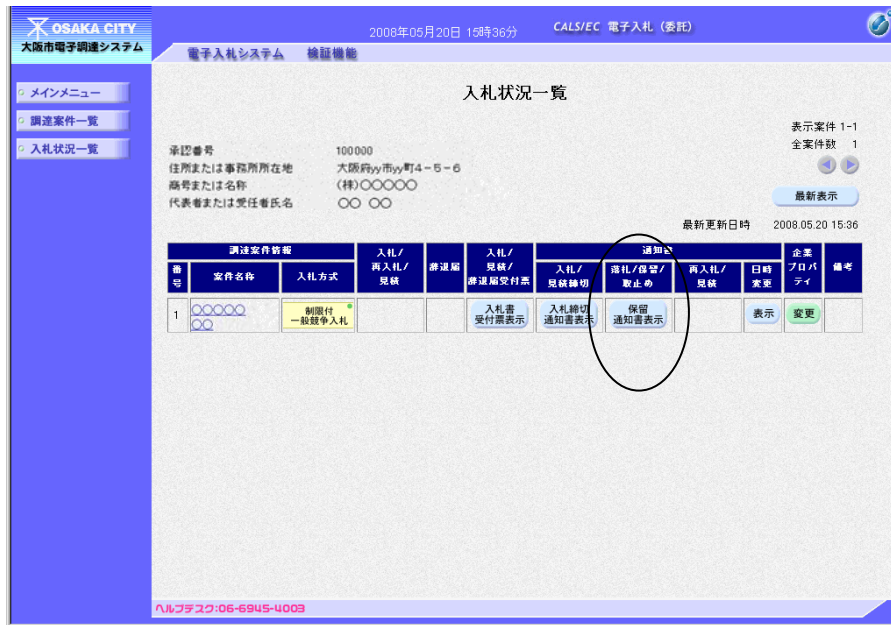 OSAKA CITY
大阪市電子調達システム
2008年05月20日 15時36分
CALS/EC 電子入札（委託）
電子入札システム 検証機能
メインメニュー
調達案件一覧
入札状況一覧
入札状況一覧
表示案件 1-1
全案件数 1
承認番号 100000
住所または事務所所在地 大阪府yy市yy町4－5－6
商号または名称 (株)○○○○○
代表者または受任者氏名 ○○ ○○
最新表示
最新更新日時 2008.05.20 15:36
調達案件情報
通知書
番号
案件名称
入札方式
入札/
再入札/
見積
辞退届
入札/
見積/
辞退届受付票
入札/
見積締切
落札/保留/
取止め
再入札/
見積
日時
変更
企業
プロパ
ティ
備考
1
○○○○○
○○
制限付
一般競争入札
入札書
受付票表示
入札締切
通知書表示
保留
通知書表示
表示
変更
ヘルプデスク:06-6945-4003